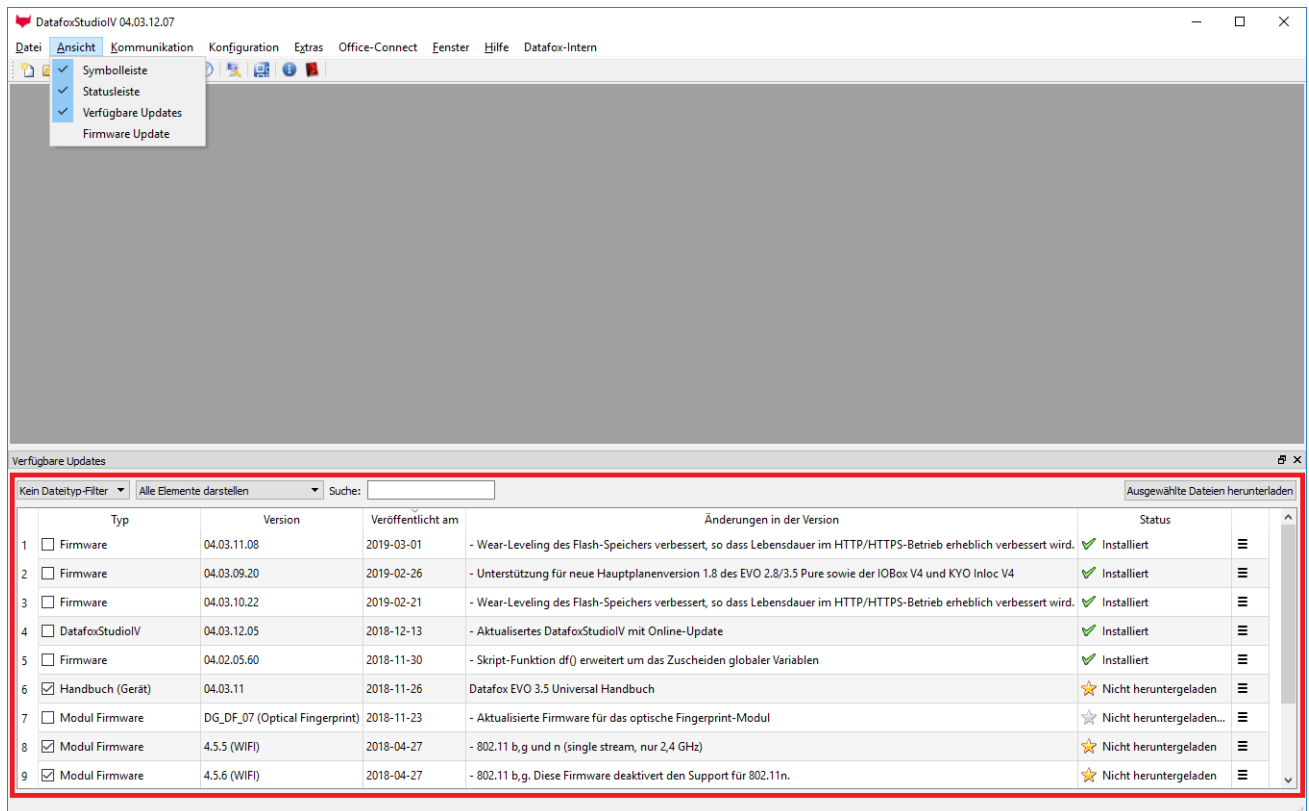 DatafoxStudioIV 04.03.12.07
Datei Ansicht Kommunikation Konfiguration Extras Office-Connect Fenster Hilfe Datafox-Intern
Symbolleiste
Statusleiste
Verfügbare Updates
Firmware Update
Verfügbare Updates
Kein Dateityp-Filter Alle Elemente darstellen Suche: Ausgewählte Dateien herunterladen
Typ Version Veröffentlicht am Änderungen in der Version Status
1 Firmware 04.03.11.08 2019-03-01 - Wear-Leveling des Flash-Speichers verbessert, so dass Lebensdauer im HTTP/HTTPS-Betrieb erheblich verbessert wird. Installiert
2 Firmware 04.03.09.20 2019-02-26 - Unterstützung für neue Hauptplanenversion 1.8 des EVO 2.8/3.5 Pure sowie der IOBox V4 und KYO Inloc V4 Installiert
3 Firmware 04.03.10.22 2019-02-21 - Wear-Leveling des Flash-Speichers verbessert, so dass Lebensdauer im HTTP/HTTPS-Betrieb erheblich verbessert wird. Installiert
4 DatafoxStudioIV 04.03.12.05 2018-12-13 - Aktualisertes DatafoxStudioIV mit Online-Update Installiert
5 Firmware 04.02.05.60 2018-11-30 - Skript-Funktion df() erweitert um das Zuscheiden globaler Variablen Installiert
6 Handbuch (Gerät) 04.03.11 2018-11-26 Datafox EVO 3.5 Universal Handbuch Nicht heruntergeladen
7 Modul Firmware DG_DF_07 (Optical Fingerprint) 2018-11-23 - Aktualisierte Firmware für das optische Fingerprint-Modul Nicht heruntergeladen...
8 Modul Firmware 4.5.5 (WIFI) 2018-04-27 - 802.11 b,g und n (single stream, nur 2,4 GHz) Nicht heruntergeladen
9 Modul Firmware 4.5.6 (WIFI) 2018-04-27 - 802.11 b,g. Diese Firmware deaktivert den Support für 802.11n. Nicht heruntergeladen